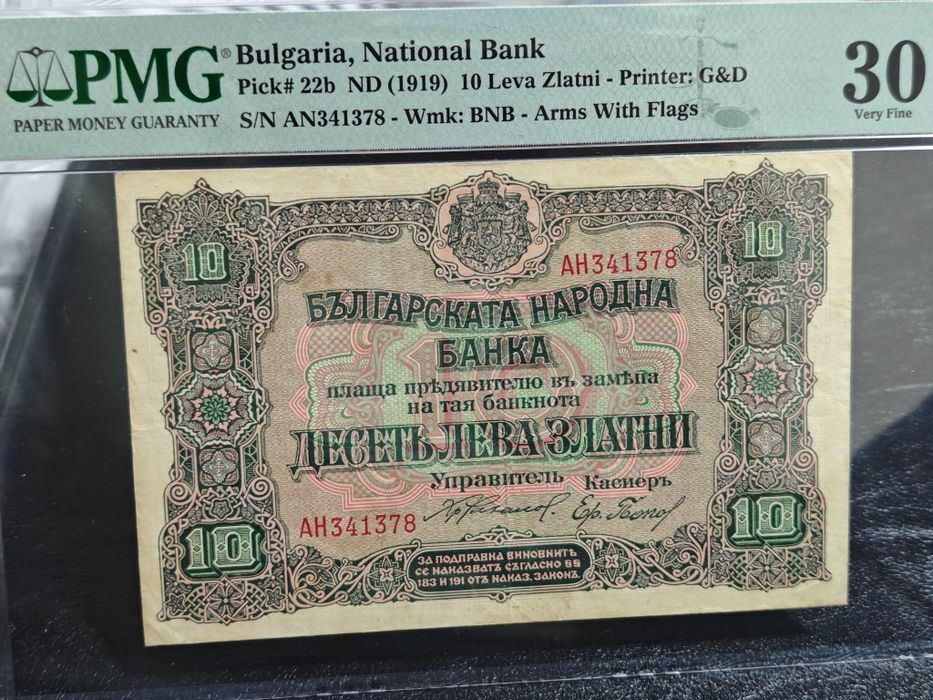 PMG®
PAPER MONEY GUARANTY
Bulgaria, National Bank
Pick# 22b ND (1919) 10 Leva Zlatni - Printer: G&D
S/N AN341378 - Wmk: BNB - Arms With Flags
30
Very Fine
10
10
АН341378
БЪЛГАРСКАТА НАРОДНА
БАНКА
плаща прѣдявителю въ замѣна
на тая банкнота
ДЕСЕТЬ ЛЕВА ЗЛАТНИ
Управитель Касиеръ
АН341378
10
10
ЗА ПОДПРАВКА ВИНОВНИТѢ
СЕ НАКАЗВАТЪ СЪГЛАСНО §§
183 И 191 ОТЪ НАКАЗ. ЗАКОНЪ.